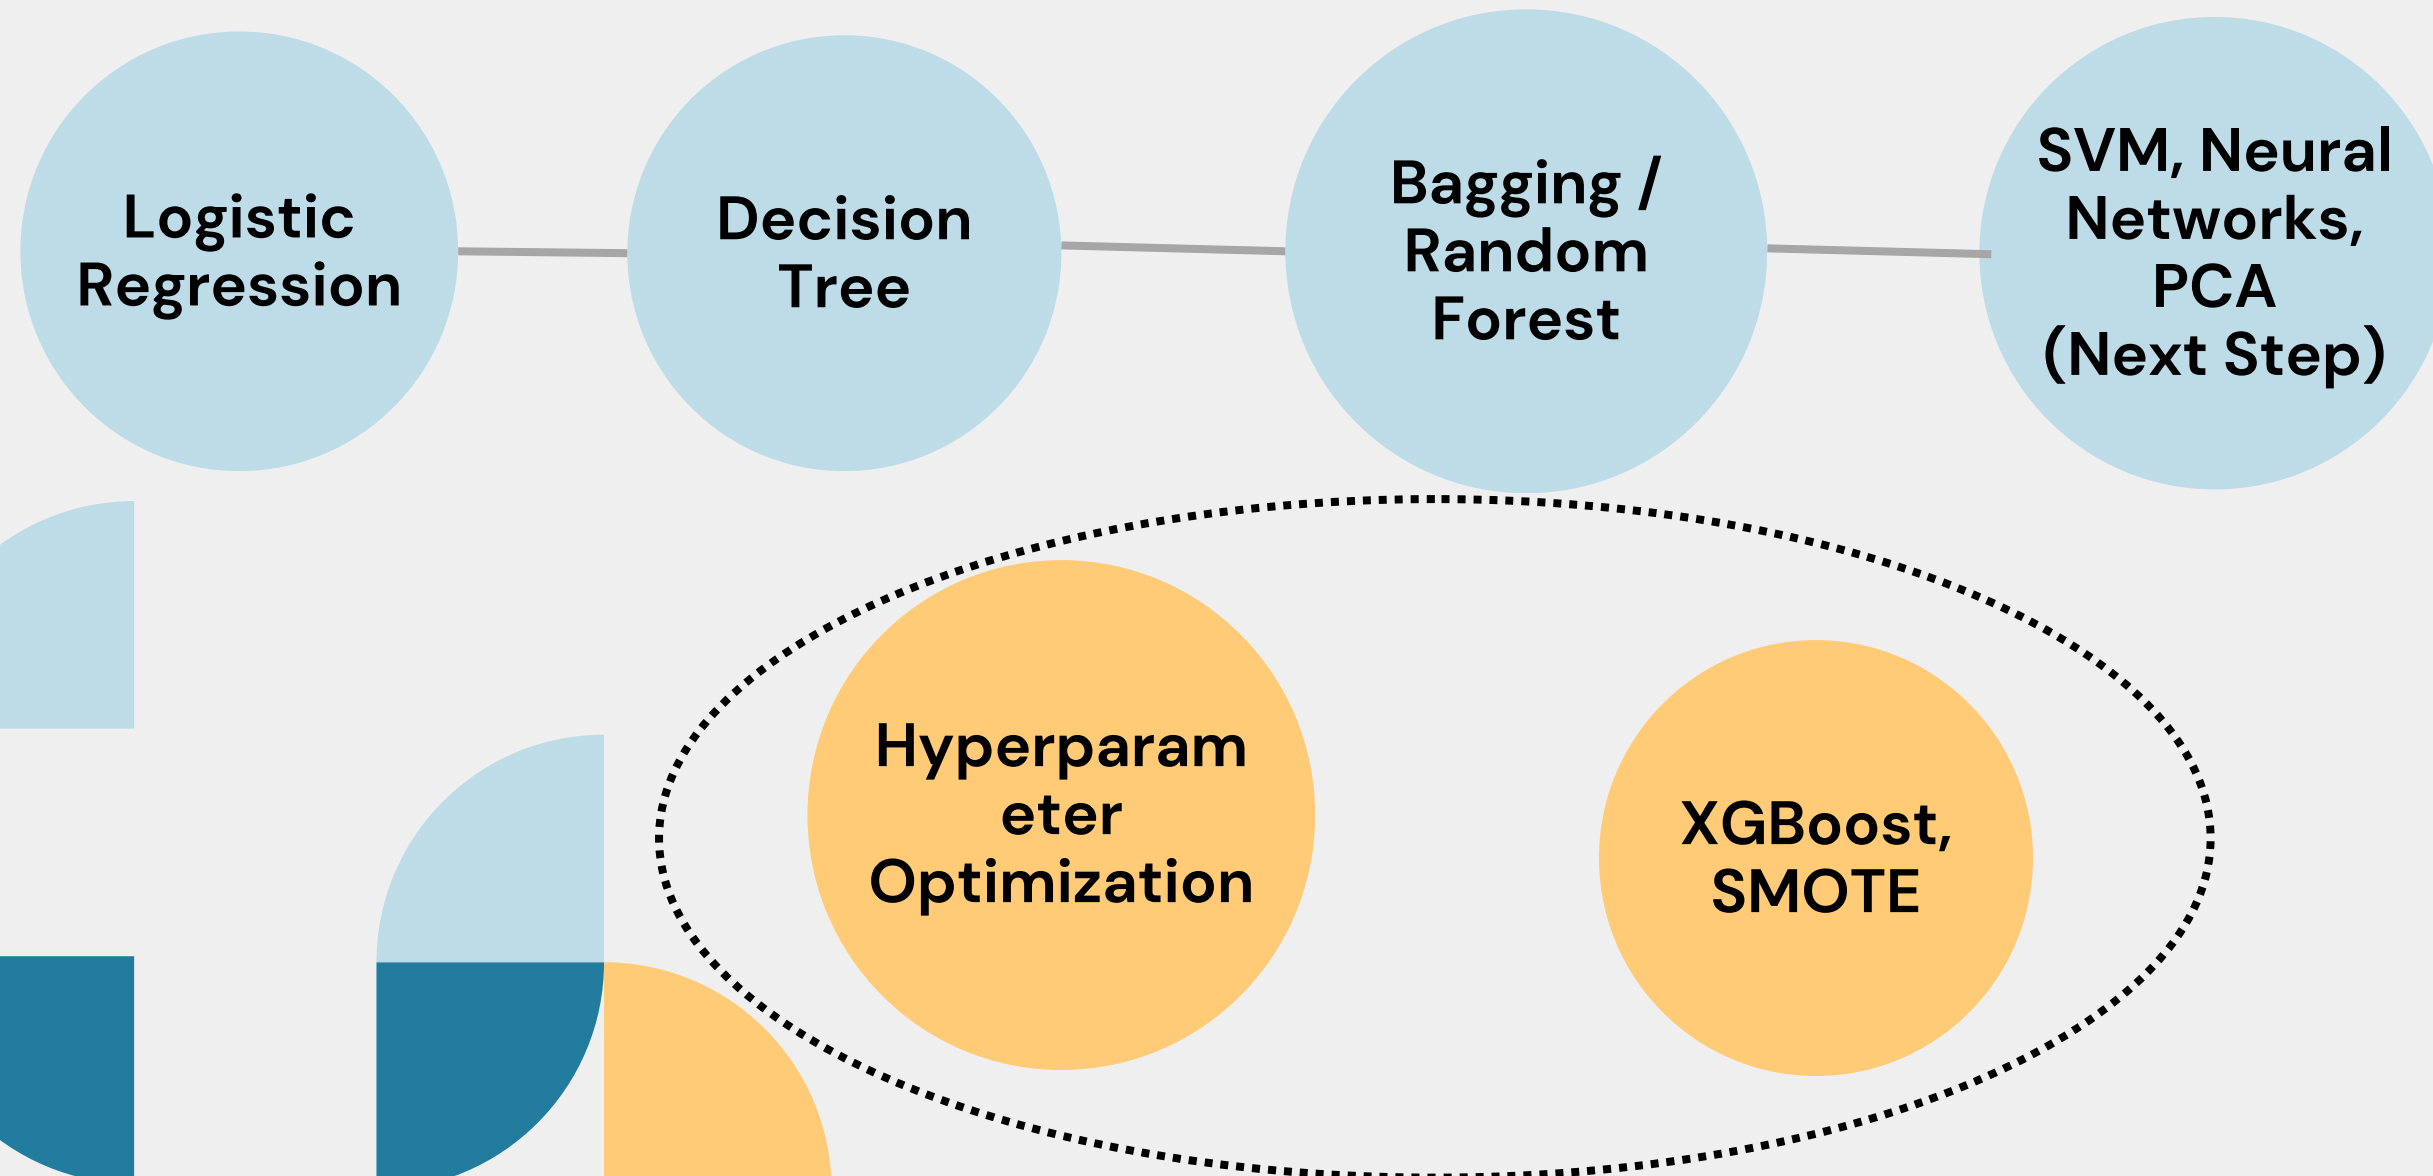 Logistic
Regression
Decision
Tree
Bagging /
Random
Forest
SVM, Neural
Networks,
PCA
(Next Step)
Hyperparam
eter
Optimization
XGBoost,
SMOTE